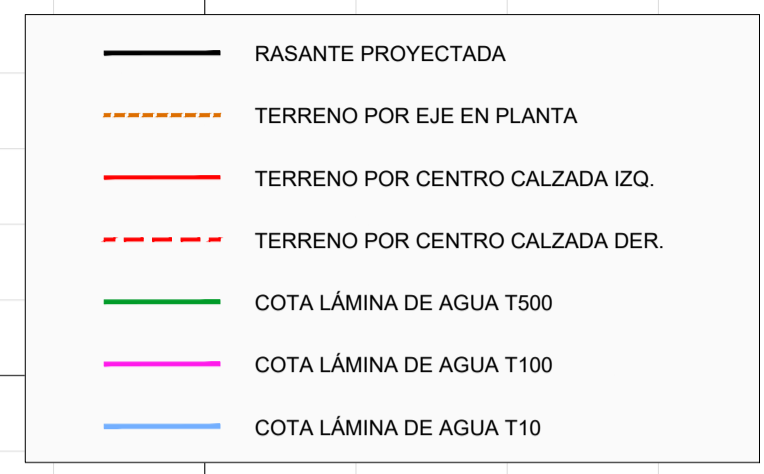 RASANTE PROYECTADA
TERRENO POR EJE EN PLANTA
TERRENO POR CENTRO CALZADA IZQ.
TERRENO POR CENTRO CALZADA DER.
COTA LÁMINA DE AGUA T500
COTA LÁMINA DE AGUA T100
COTA LÁMINA DE AGUA T10